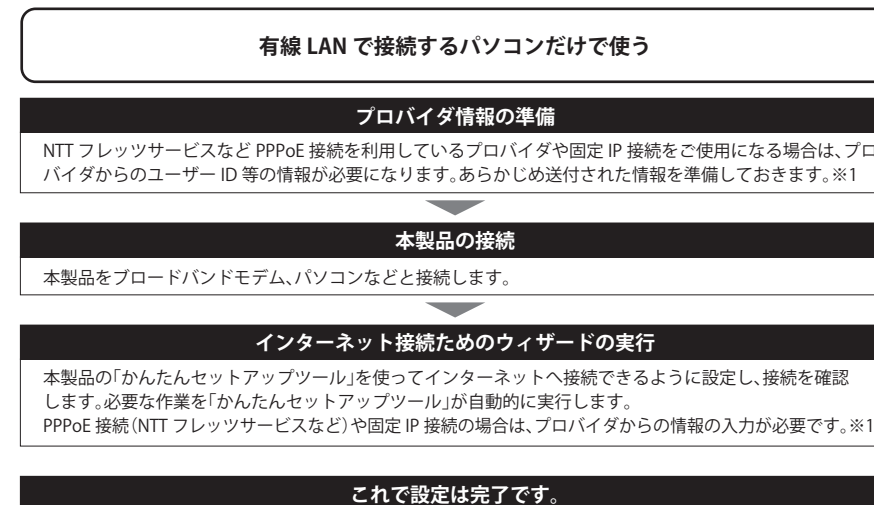 有線 LAN で接続するパソコンだけで使う
プロバイダ情報の準備
NTT フレッツサービスなど PPPoE 接続を利用しているプロバイダや固定 IP 接続をご使用になる場合は、プロ
バイダからのユーザー ID 等の情報が必要になります。あらかじめ送付された情報を準備しておきます。※1
本製品の接続
本製品をブロードバンドモデム、パソコンなどと接続します。
インターネット接続ためのウィザードの実行
本製品の「かんたんセットアップツール」を使ってインターネットへ接続できるように設定し、接続を確認
します。必要な作業を「かんたんセットアップツール」が自動的に実行します。
PPPoE 接続（NTT フレッツサービスなど）や固定 IP 接続の場合は、プロバイダからの情報の入力が必要です。※1
これで設定は完了です。